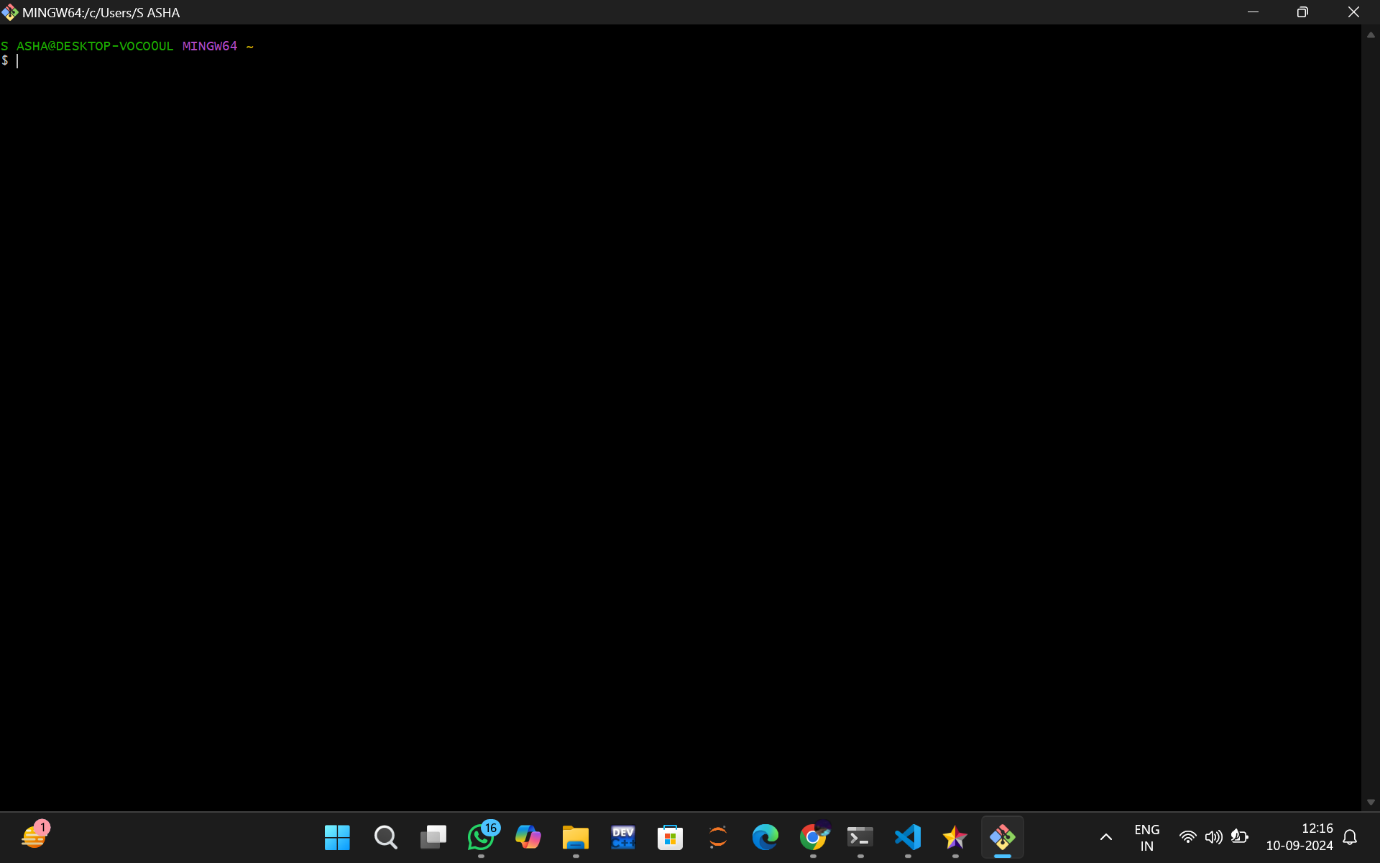 MINGW64:/c/Users/S ASHA
S ASHA@DESKTOP-VOCO0UL MINGW64 ~
$
1
16
DEV
C++
ENG
IN
12:16
10-09-2024